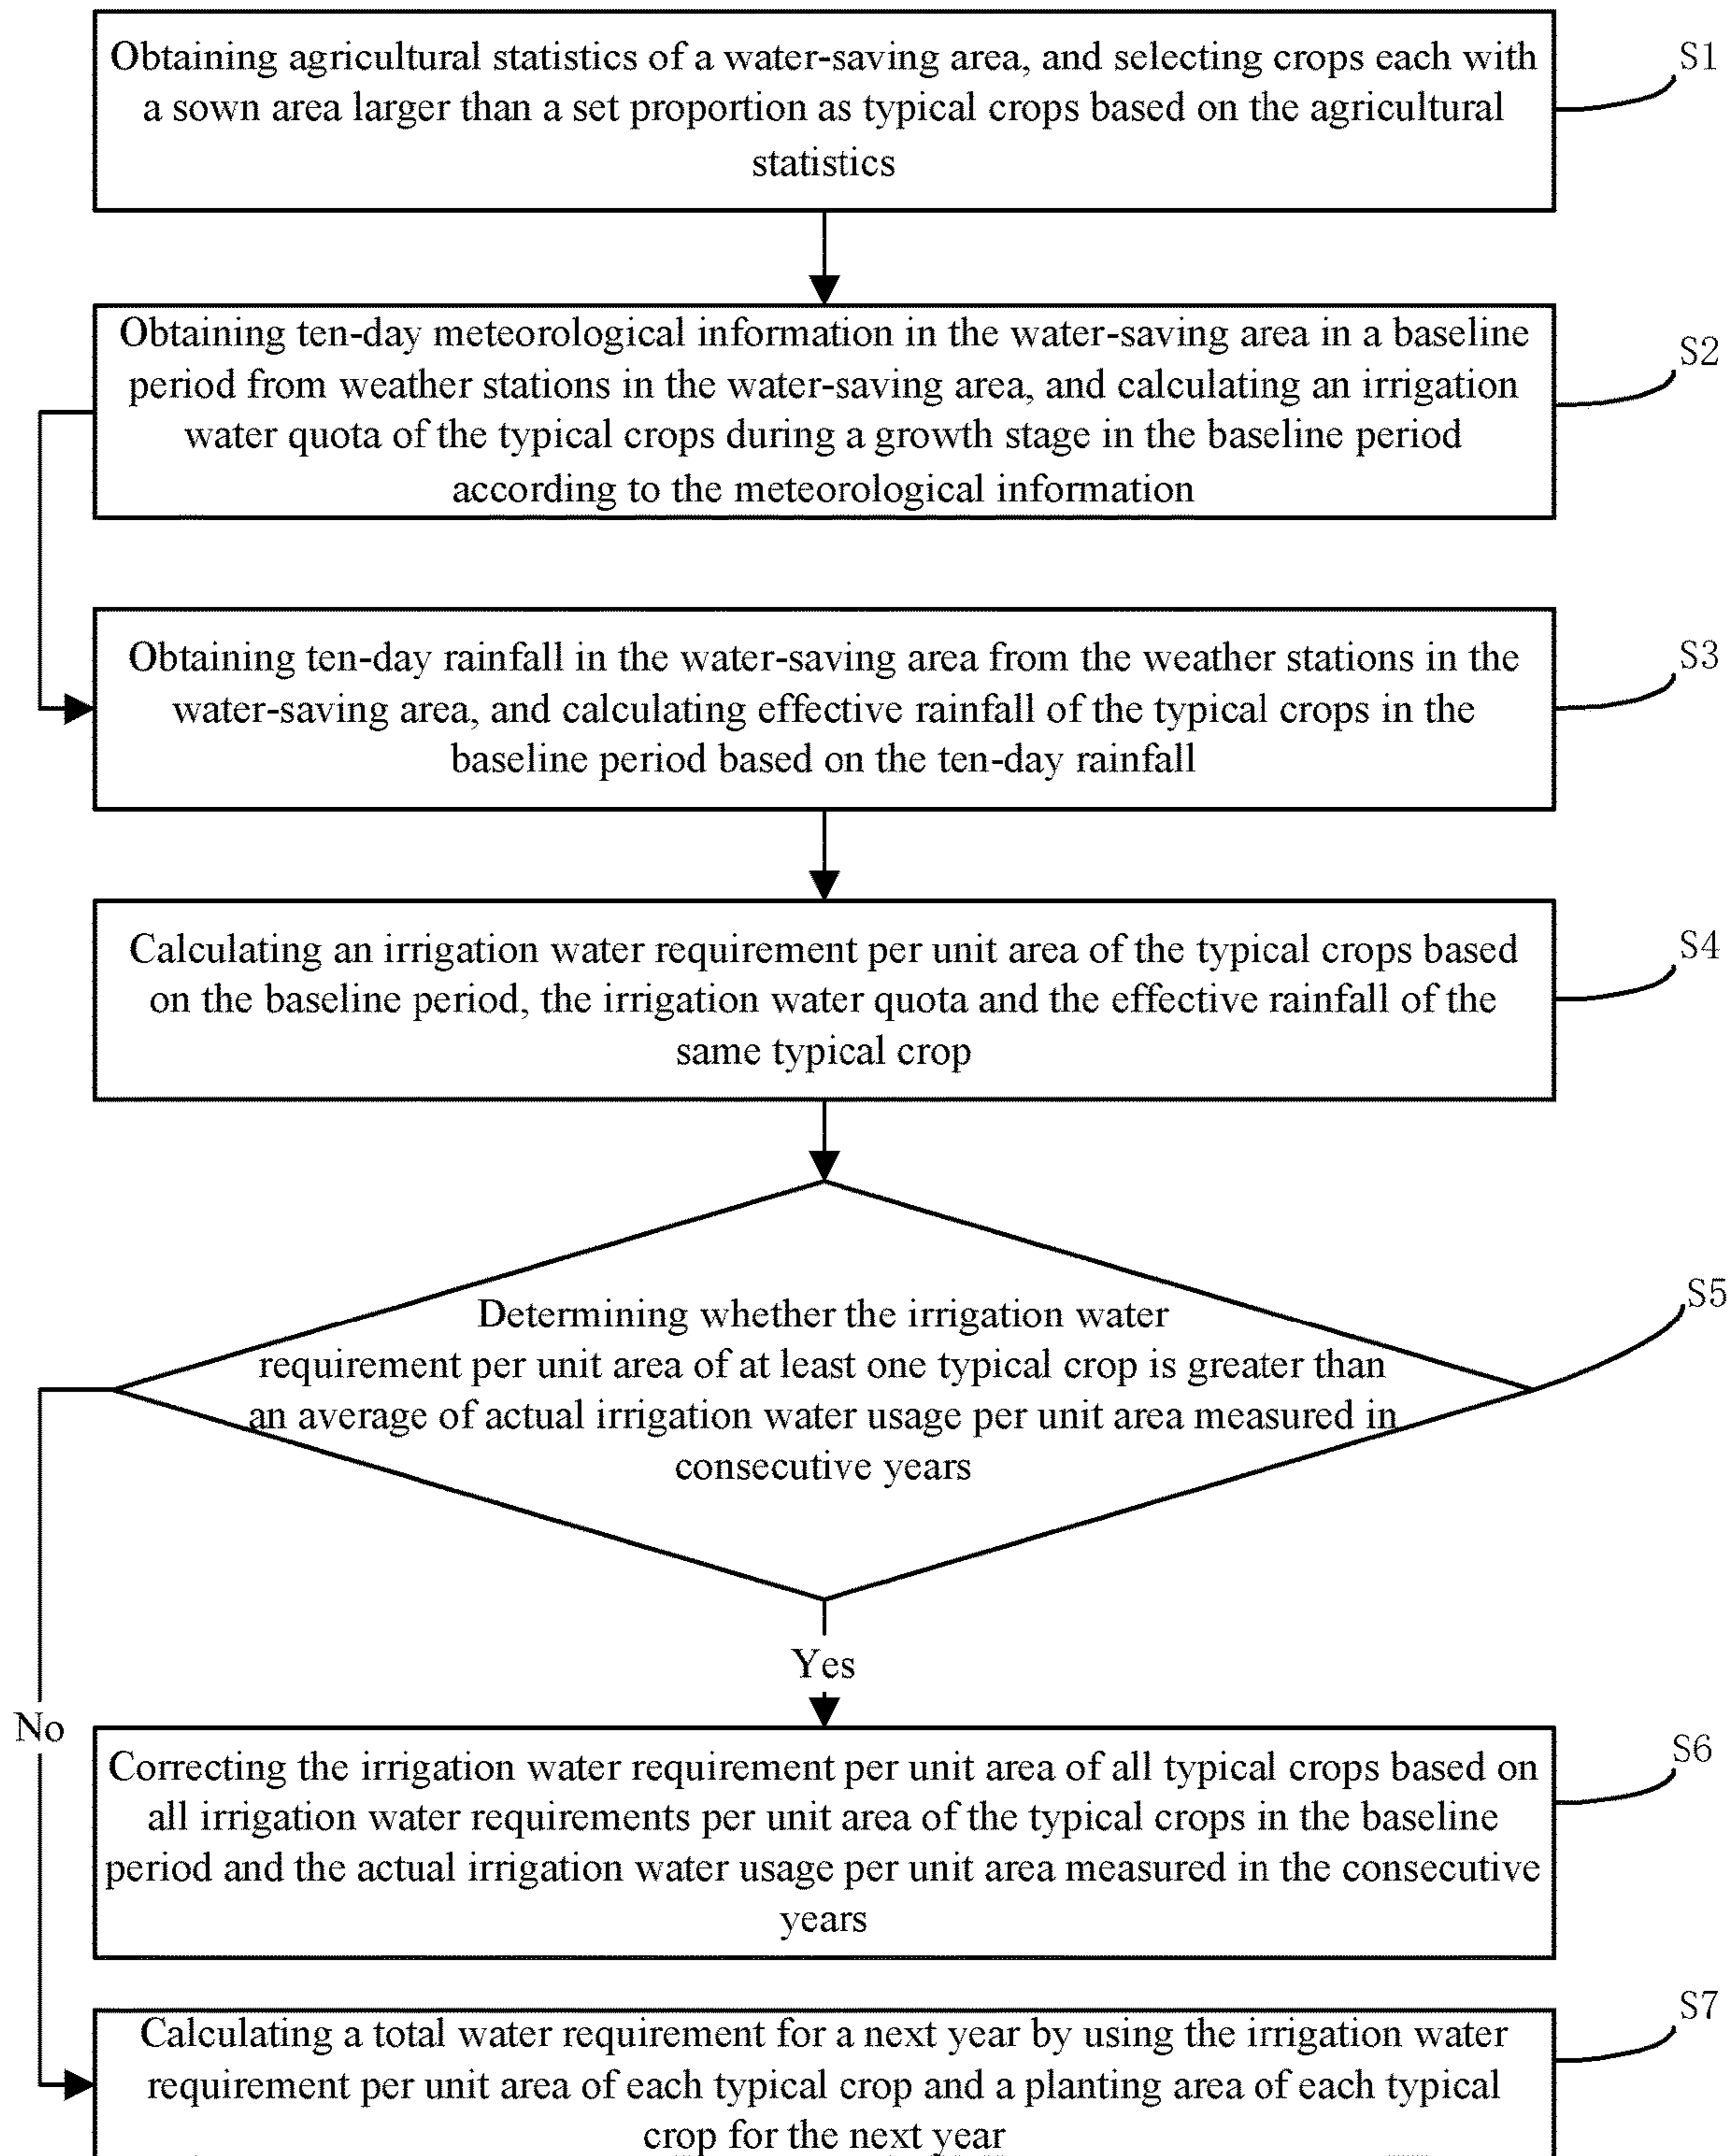 Obtaining agricultural statistics of a water-saving area, and selecting crops each with
a sown area larger than a set proportion as typical crops based on the agricultural
statistics
S1
Obtaining ten-day meteorological information in the water-saving area in a baseline
period from weather stations in the water-saving area, and calculating an irrigation
water quota of the typical crops during a growth stage in the baseline period
according to the meteorological information
S2
Obtaining ten-day rainfall in the water-saving area from the weather stations in the
water-saving area, and calculating effective rainfall of the typical crops in the
baseline period based on the ten-day rainfall
S3
Calculating an irrigation water requirement per unit area of the typical crops based
on the baseline period, the irrigation water quota and the effective rainfall of the
same typical crop
S4
Determining whether the irrigation water
requirement per unit area of at least one typical crop is greater than
an average of actual irrigation water usage per unit area measured in
consecutive years
S5
Yes
No
Correcting the irrigation water requirement per unit area of all typical crops based on
all irrigation water requirements per unit area of the typical crops in the baseline
period and the actual irrigation water usage per unit area measured in the consecutive
years
S6
Calculating a total water requirement for a next year by using the irrigation water
requirement per unit area of each typical crop and a planting area of each typical
crop for the next year
S7